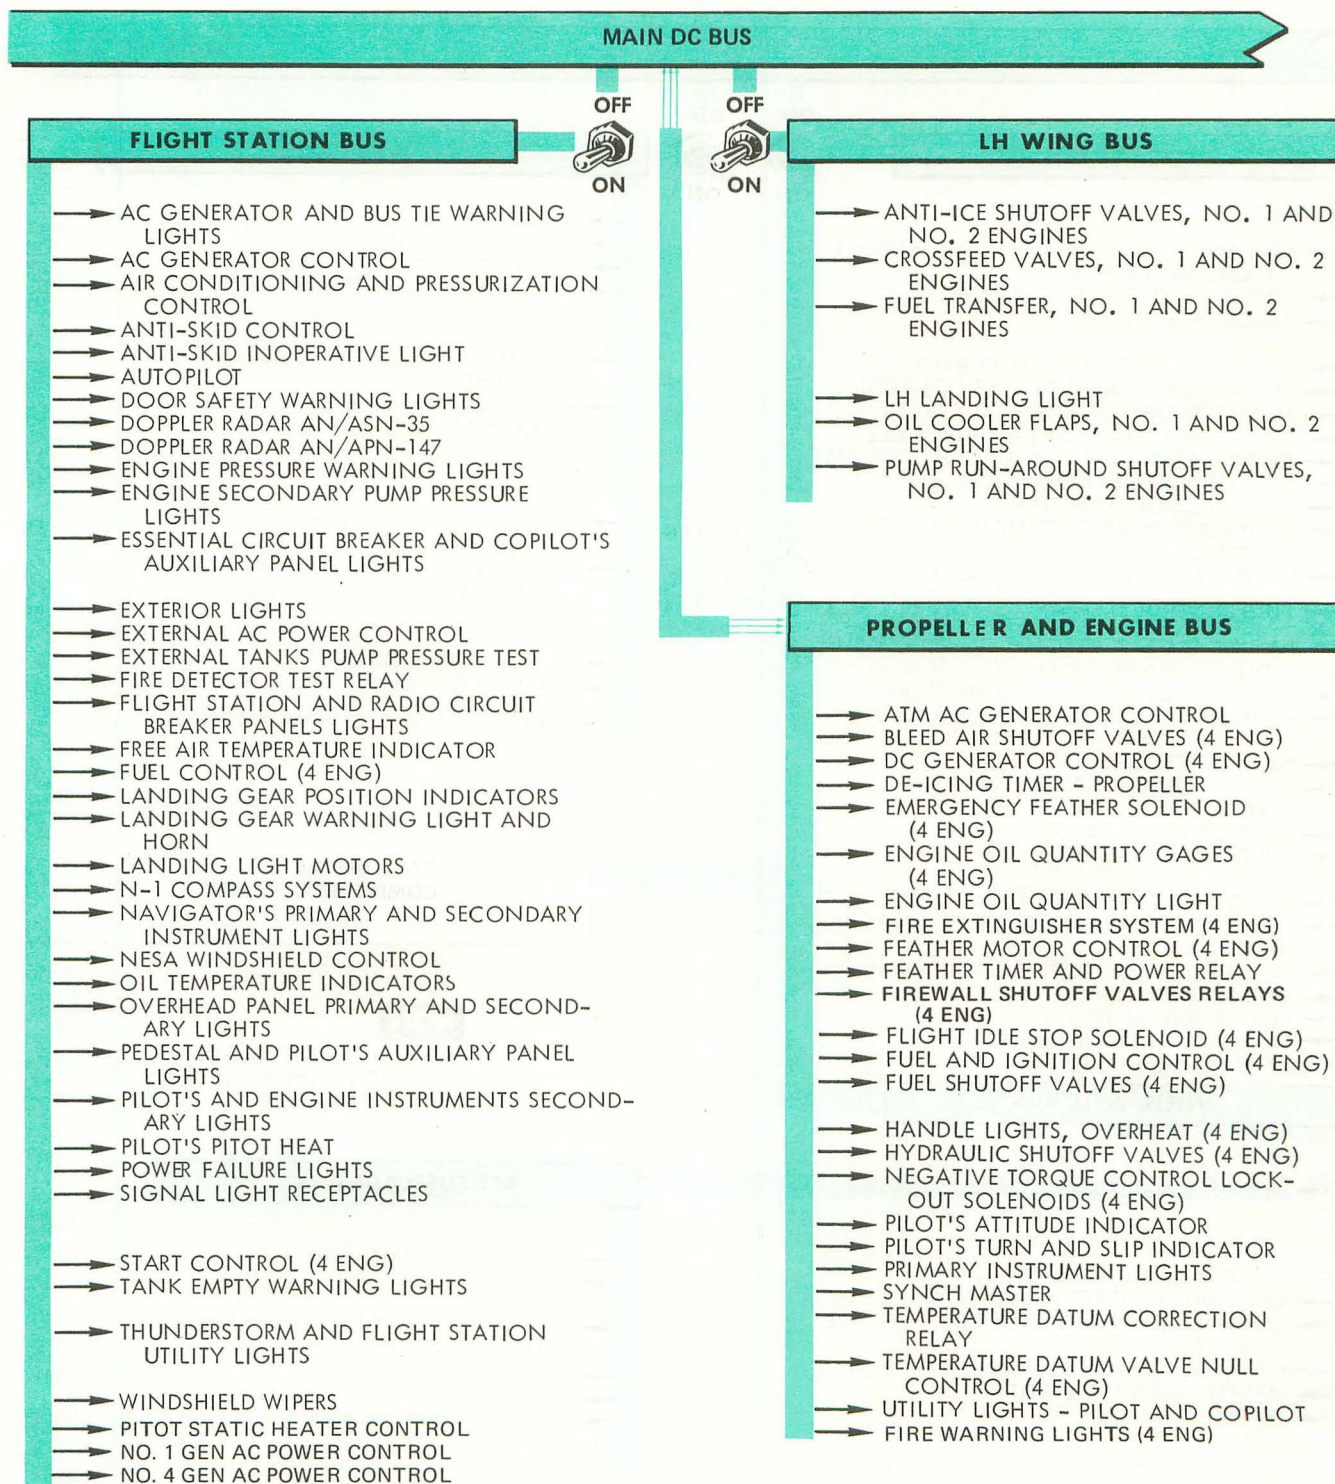 MAIN DC BUS
OFF
ON
OFF
ON
FLIGHT STATION BUS
AC GENERATOR AND BUS TIE WARNING
LIGHTS
AC GENERATOR CONTROL
AIR CONDITIONING AND PRESSURIZATION
CONTROL
ANTI-SKID CONTROL
ANTI-SKID INOPERATIVE LIGHT
AUTOPILOT
DOOR SAFETY WARNING LIGHTS
DOPPLER RADAR AN/ASN-35
DOPPLER RADAR AN/APN-147
ENGINE PRESSURE WARNING LIGHTS
ENGINE SECONDARY PUMP PRESSURE
LIGHTS
ESSENTIAL CIRCUIT BREAKER AND COPILOT'S
AUXILIARY PANEL LIGHTS
EXTERIOR LIGHTS
EXTERNAL AC POWER CONTROL
EXTERNAL TANKS PUMP PRESSURE TEST
FIRE DETECTOR TEST RELAY
FLIGHT STATION AND RADIO CIRCUIT
BREAKER PANELS LIGHTS
FREE AIR TEMPERATURE INDICATOR
FUEL CONTROL (4 ENG)
LANDING GEAR POSITION INDICATORS
LANDING GEAR WARNING LIGHT AND
HORN
LANDING LIGHT MOTORS
N-1 COMPASS SYSTEMS
NAVIGATOR'S PRIMARY AND SECONDARY
INSTRUMENT LIGHTS
NESA WINDSHIELD CONTROL
OIL TEMPERATURE INDICATORS
OVERHEAD PANEL PRIMARY AND SECOND-
ARY LIGHTS
PEDESTAL AND PILOT'S AUXILIARY PANEL
LIGHTS
PILOT'S AND ENGINE INSTRUMENTS SECOND-
ARY LIGHTS
PILOT'S PITOT HEAT
POWER FAILURE LIGHTS
SIGNAL LIGHT RECEPTACLES
START CONTROL (4 ENG)
TANK EMPTY WARNING LIGHTS
THUNDERSTORM AND FLIGHT STATION
UTILITY LIGHTS
WINDSHIELD WIPERS
PITOT STATIC HEATER CONTROL
NO. 1 GEN AC POWER CONTROL
NO. 4 GEN AC POWER CONTROL
LH WING BUS
ANTI-ICE SHUTOFF VALVES, NO. 1 AND
NO. 2 ENGINES
CROSSFEED VALVES, NO. 1 AND NO. 2
ENGINES
FUEL TRANSFER, NO. 1 AND NO. 2
ENGINES
LH LANDING LIGHT
OIL COOLER FLAPS, NO. 1 AND NO. 2
ENGINES
PUMP RUN-AROUND SHUTOFF VALVES,
NO. 1 AND NO. 2 ENGINES
PROPELLER AND ENGINE BUS
ATM AC GENERATOR CONTROL
BLEED AIR SHUTOFF VALVES (4 ENG)
DC GENERATOR CONTROL (4 ENG)
DE-ICING TIMER - PROPELLER
EMERGENCY FEATHER SOLENOID
(4 ENG)
ENGINE OIL QUANTITY GAGES
(4 ENG)
ENGINE OIL QUANTITY LIGHT
FIRE EXTINGUISHER SYSTEM (4 ENG)
FEATHER MOTOR CONTROL (4 ENG)
FEATHER TIMER AND POWER RELAY
FIREWALL SHUTOFF VALVES RELAYS
(4 ENG)
FLIGHT IDLE STOP SOLENOID (4 ENG)
FUEL AND IGNITION CONTROL (4 ENG)
FUEL SHUTOFF VALVES (4 ENG)
HANDLE LIGHTS, OVERHEAT (4 ENG)
HYDRAULIC SHUTOFF VALVES (4 ENG)
NEGATIVE TORQUE CONTROL LOCK-
OUT SOLENOIDS (4 ENG)
PILOT'S ATTITUDE INDICATOR
PILOT'S TURN AND SLIP INDICATOR
PRIMARY INSTRUMENT LIGHTS
SYNCH MASTER
TEMPERATURE DATUM CORRECTION
RELAY
TEMPERATURE DATUM VALVE NULL
CONTROL (4 ENG)
UTILITY LIGHTS - PILOT AND COPILOT
FIRE WARNING LIGHTS (4 ENG)